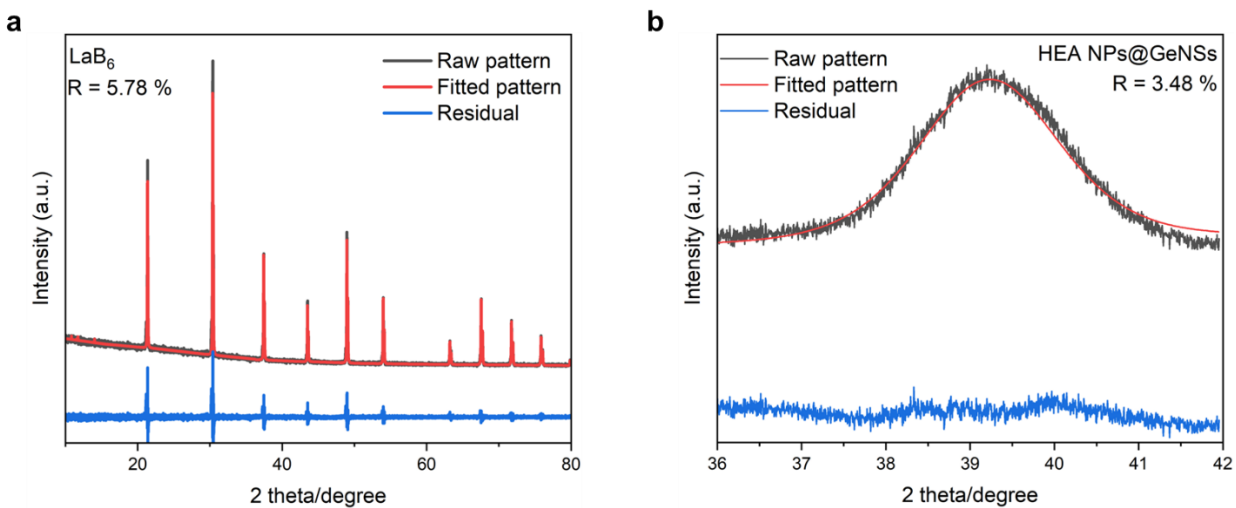 a
LaB₆
R = 5.78 %
Raw pattern
Fitted pattern
Residual
Intensity (a.u.)
20 40 60 80
2 theta/degree
b
Raw pattern
Fitted pattern
Residual
HEA NPs@GeNSs
R = 3.48 %
Intensity (a.u.)
36 37 38 39 40 41 42
2 theta/degree